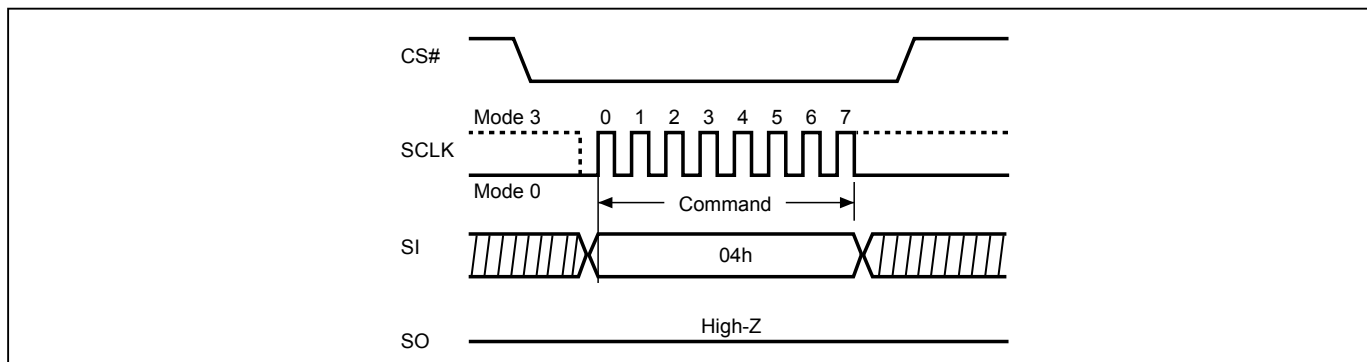 CS#
Mode 3 0 1 2 3 4 5 6 7
SCLK
Mode 0
Command
SI 04h
High-Z
SO